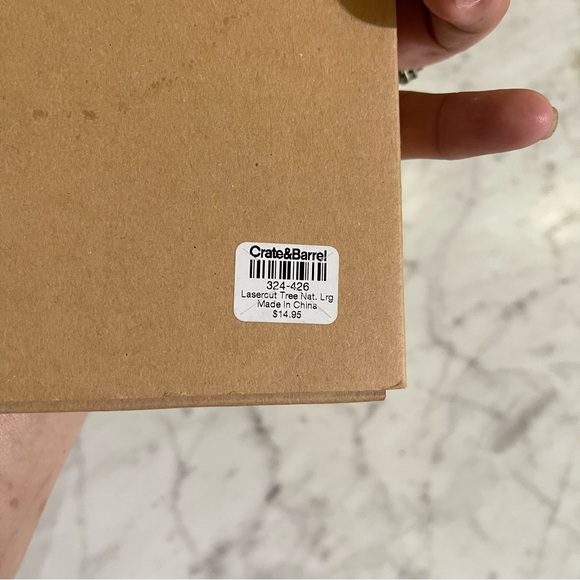 Crate&Barrel
324-426
Lasercut Tree Nat. Lrg
Made In China
$14.95